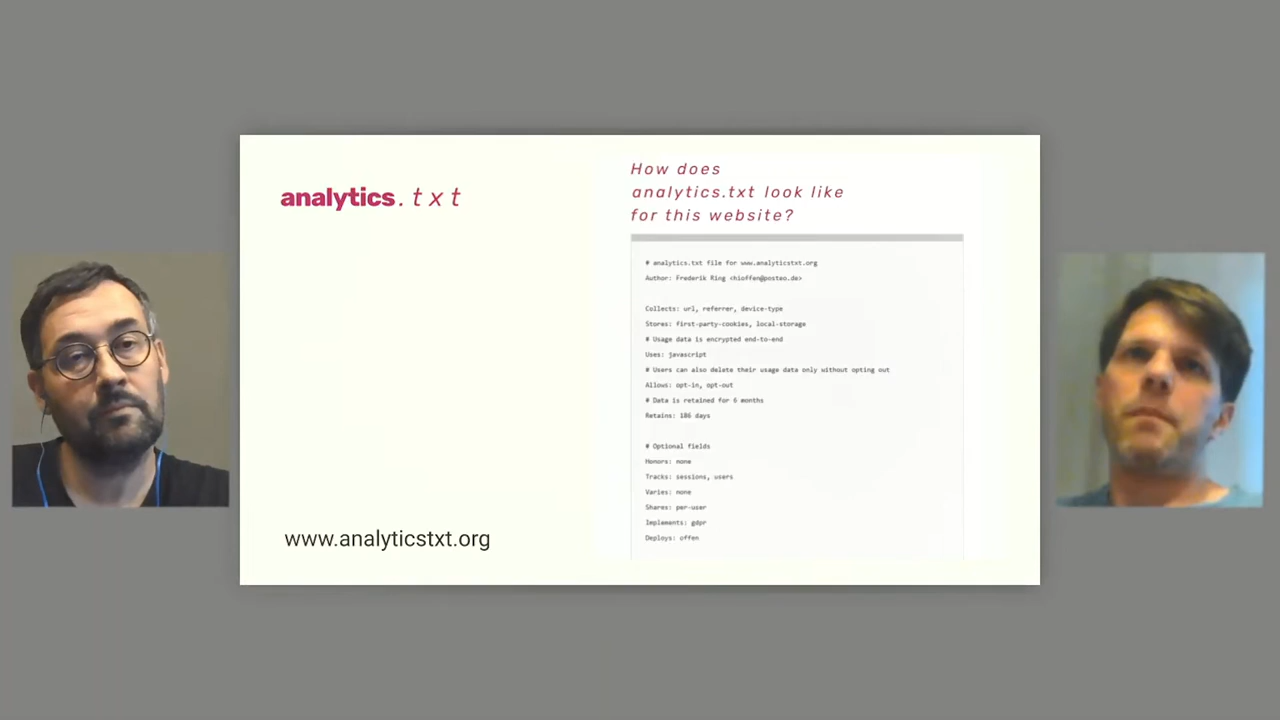 analytics.txt
www.analyticstxt.org
How does
analytics.txt look like
for this website?
# analytics.txt file for www.analyticstxt.org
Author: Frederik Ring <hioffen@posteo.de>
Collects: url, referrer, device-type
Stores: first-party-cookies, local-storage
# Usage data is encrypted end-to-end
Uses: javascript
# Users can also delete their usage data only without opting out
Allows: opt-in, opt-out
# Data is retained for 6 months
Retains: 186 days
# Optional fields
Honors: none
Tracks: sessions, users
Varies: none
Shares: per-user
Implements: gdpr
Deploys: offen